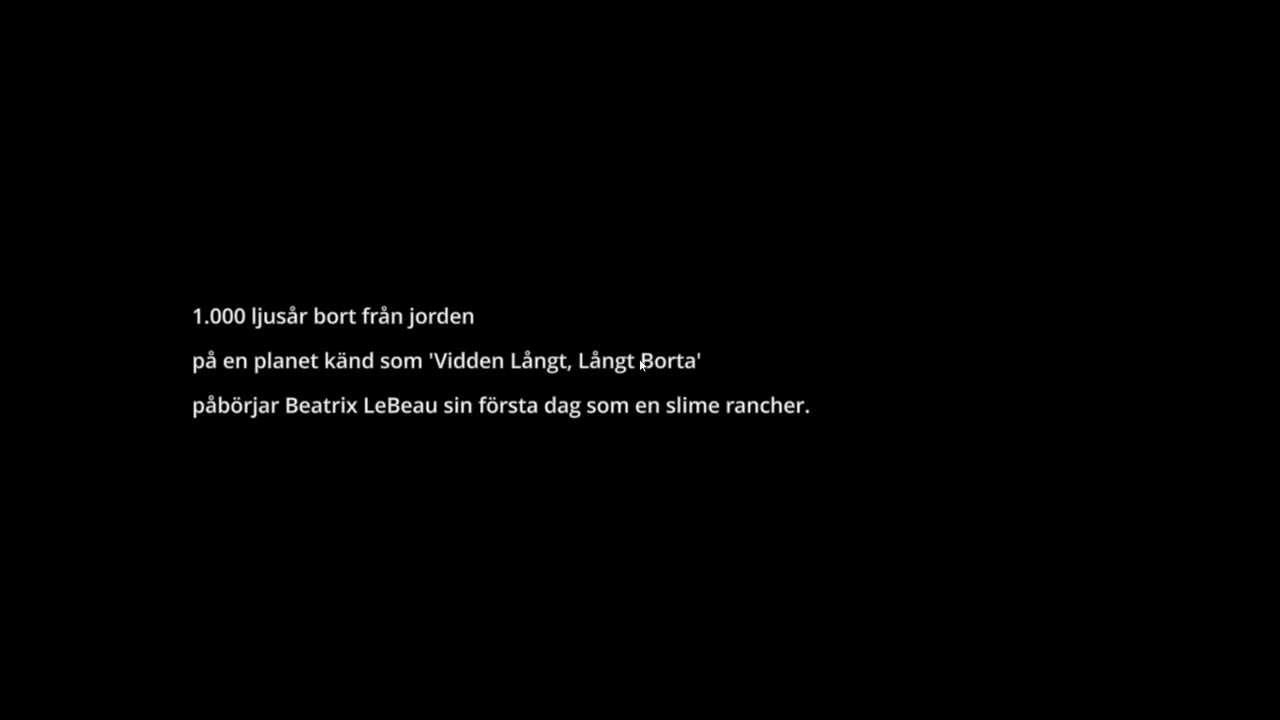 1.000 ljusår bort från jorden
på en planet känd som 'Vidden Långt, Långt Borta'
påbörjar Beatrix LeBeau sin första dag som en slime rancher.